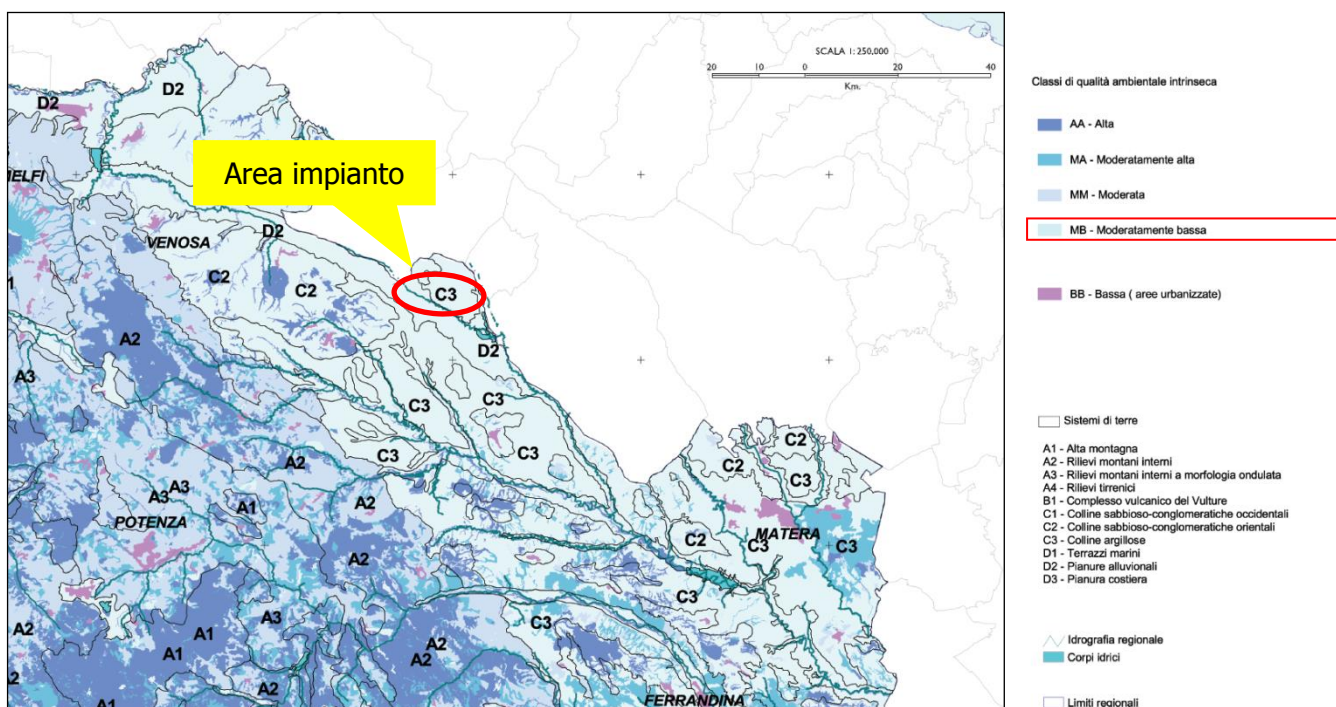 SCALA 1: 250.000
20 10 0 20 40
Km.
D2
D2
Area impianto
VENOSA
D2
C2
C2
C3
A2
D2
A3
C3
C3
C3
C3
A2
C2
C2
C3
A3
A3
A1
A2
POTENZA
MATERA
C2
C3
C3
A2
C3
A1
A3
A2
C3
A2
A1
A2
A2
A1
FERRANDINA
Classi di qualità ambientale intrinseca
AA - Alta
MA - Moderatamente alta
MM - Moderata
MB - Moderatamente bassa
BB - Bassa ( aree urbanizzate)
Sistemi di terre
A1 - Alta montagna
A2 - Rilievi montani interni
A3 - Rilievi montani interni a morfologia ondulata
A4 - Rilievi tirrenici
B1 - Complesso vulcanico del Vulture
C1 - Colline sabbioso-conglomeratiche occidentali
C2 - Colline sabbioso-conglomeratiche orientali
C3 - Colline argillose
D1 - Terrazzi marini
D2 - Pianure alluvionali
D3 - Pianura costiera
Idrografia regionale
Corpi idrici
Limiti regionali